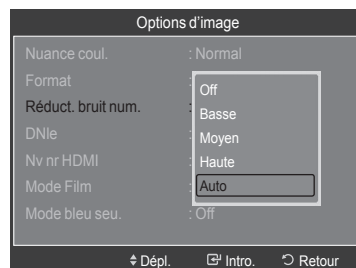 Options d'image
Nuance coul. : Normal
Format :
Réduct. bruit num. :
DNIe :
Nv nr HDMI :
Mode Film :
Mode bleu seu. : Off
Off
Basse
Moyen
Haute
Auto
Dépl. Intro. Retour